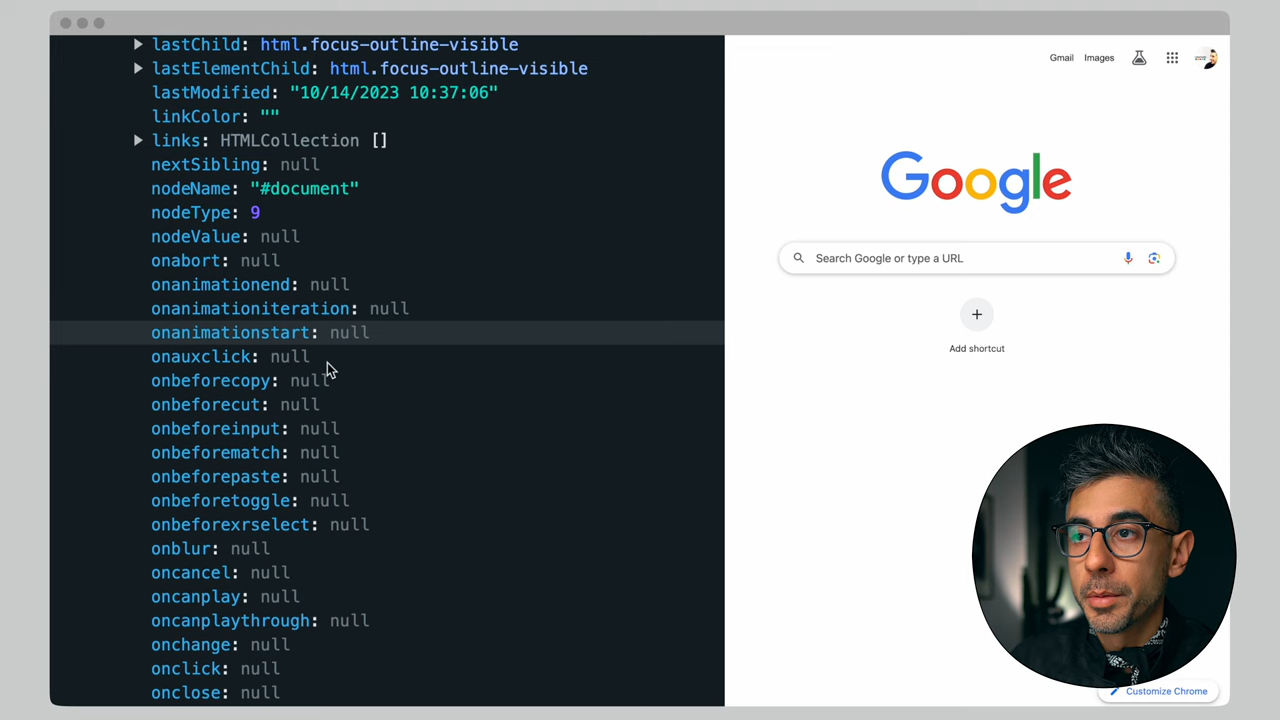 lastChild: html.focus-outline-visible
lastElementChild: html.focus-outline-visible
lastModified: "10/14/2023 10:37:06"
linkColor: ""
links: HTMLCollection []
nextSibling: null
nodeName: "#document"
nodeType: 9
nodeValue: null
onabort: null
onanimationend: null
onanimationiteration: null
onanimationstart: null
onauxclick: null
onbeforecopy: null
onbeforecut: null
onbeforeinput: null
onbeforematch: null
onbeforepaste: null
onbeforetoggle: null
onbeforexrselect: null
onblur: null
oncancel: null
oncanplay: null
oncanplaythrough: null
onchange: null
onclick: null
onclose: null
Gmail Images
Google
Search Google or type a URL
Add shortcut
Customize Chrome